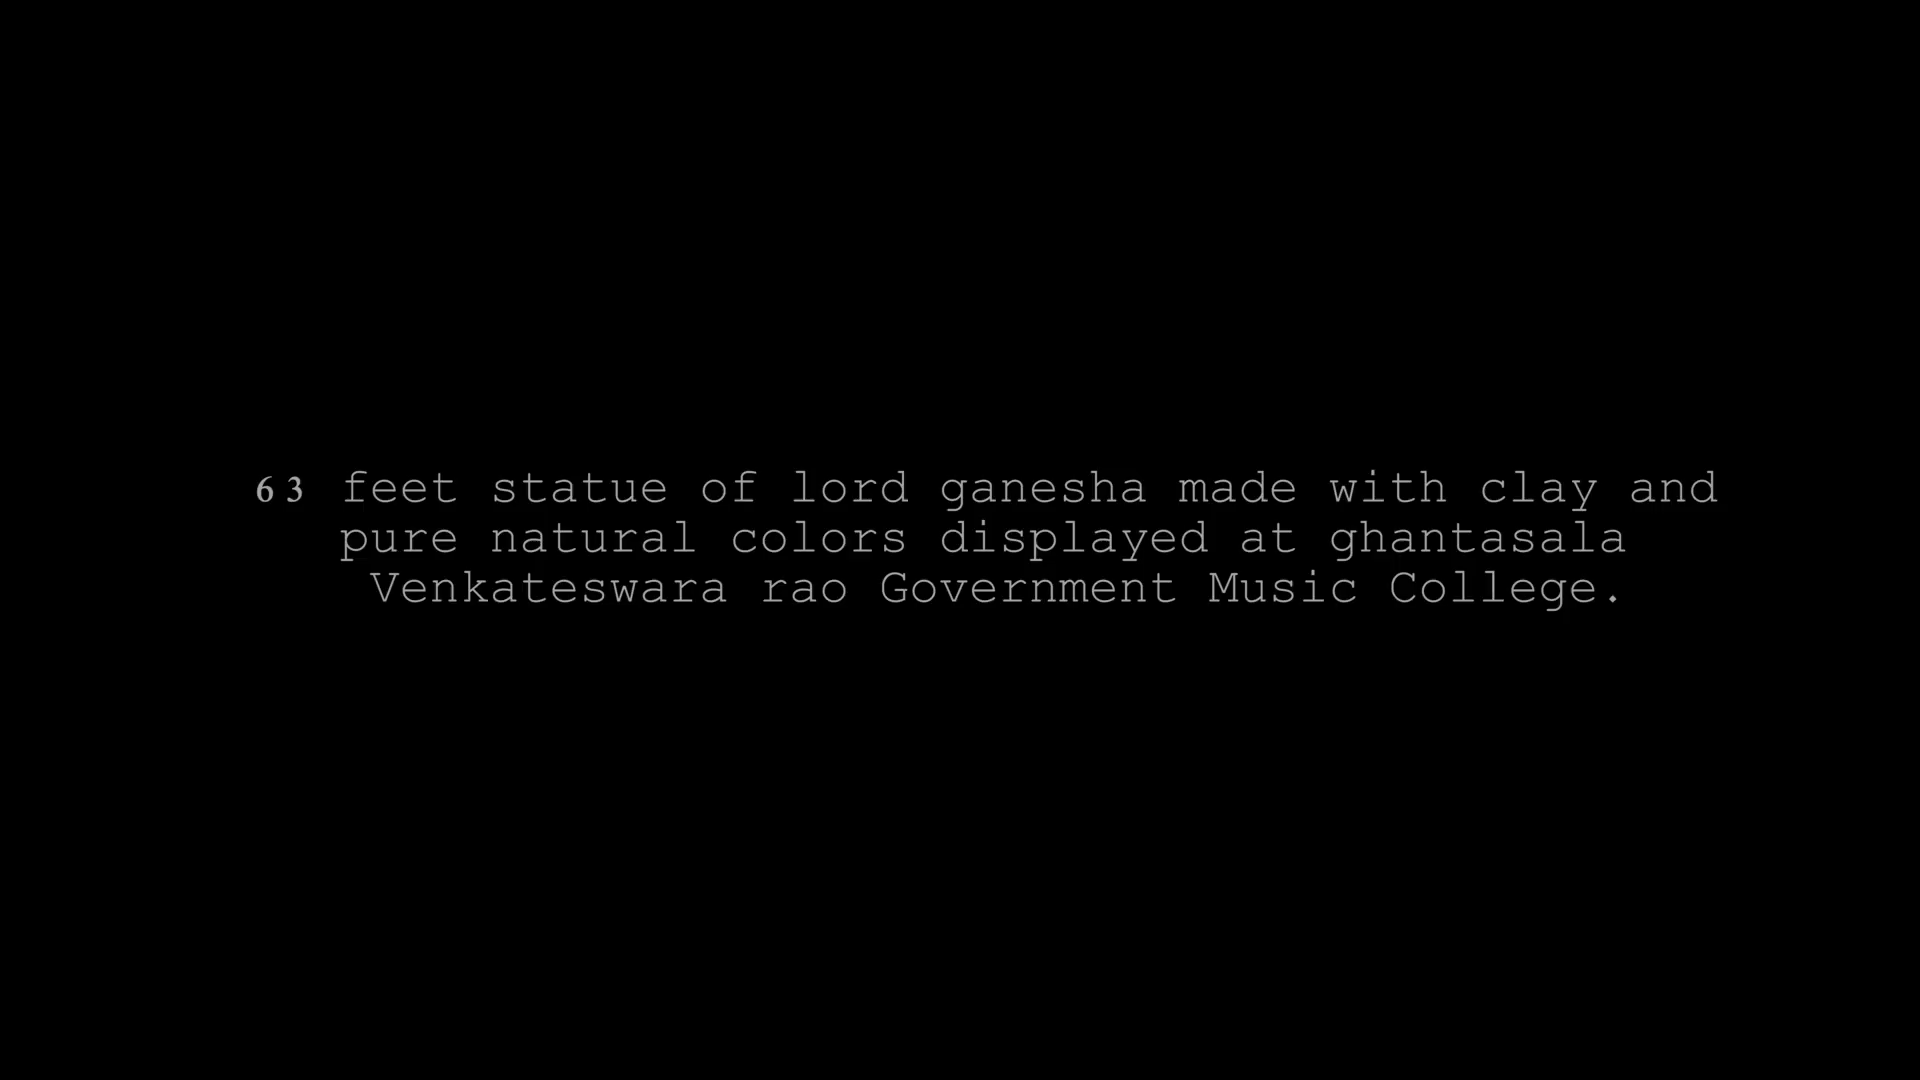 63 feet statue of lord ganesha made with clay and
pure natural colors displayed at ghantasala
Venkateswara rao Government Music College.